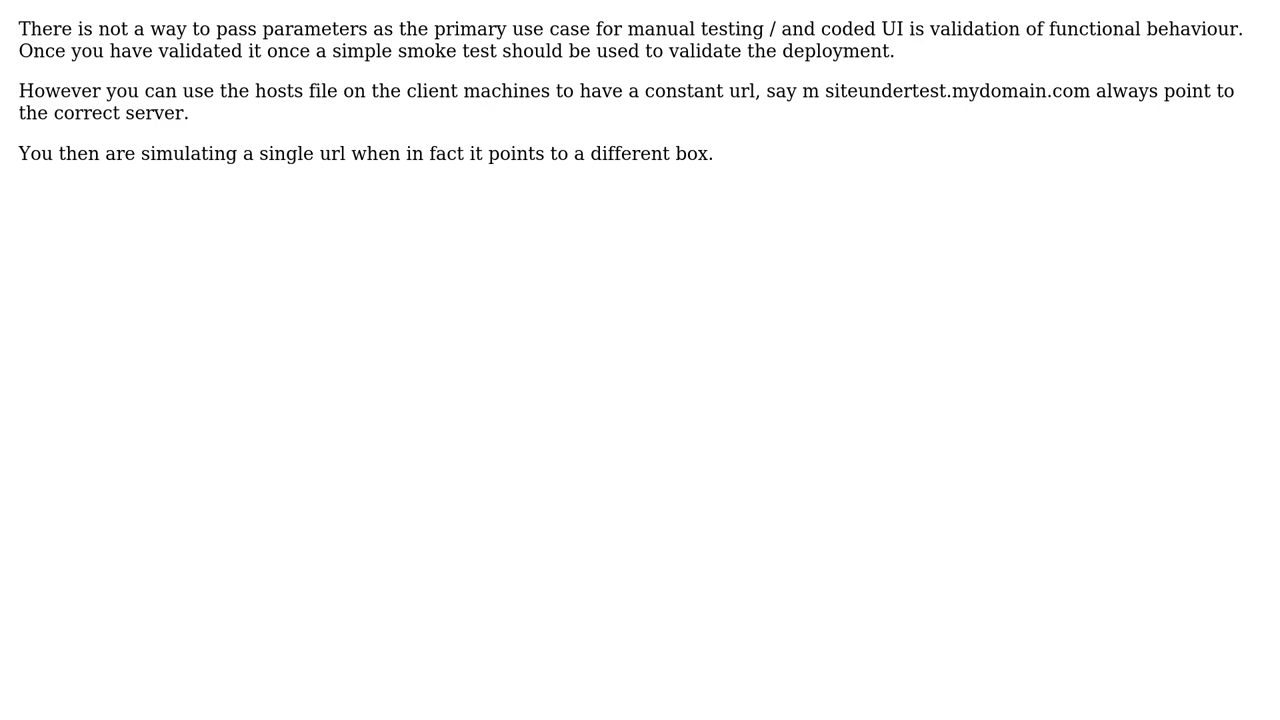 There is not a way to pass parameters as the primary use case for manual testing / and coded UI is validation of functional behaviour.
Once you have validated it once a simple smoke test should be used to validate the deployment.
However you can use the hosts file on the client machines to have a constant url, say m siteundertest.mydomain.com always point to
the correct server.
You then are simulating a single url when in fact it points to a different box.